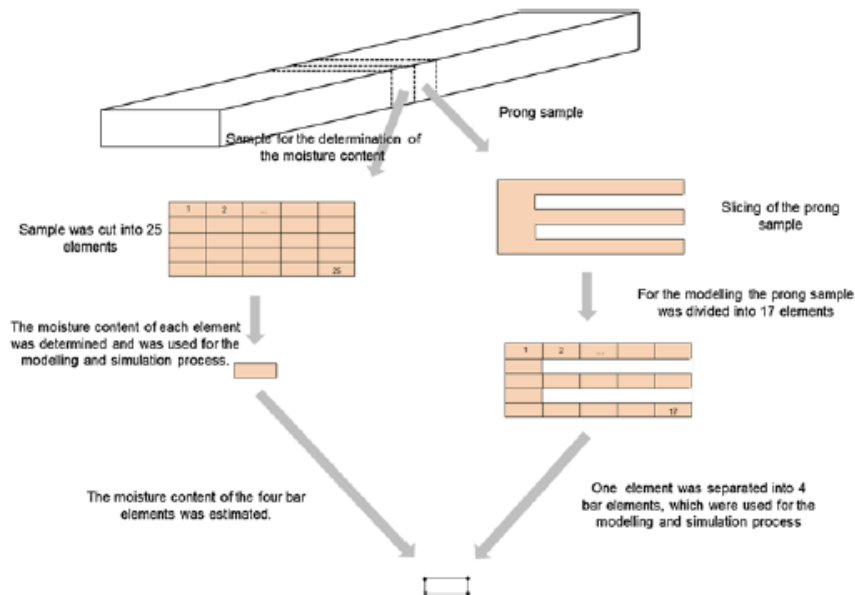 Prong sample
Sample for the determination of
the moisture content
Sample was cut into 25
elements
1 2 ...
25
Slicing of the prong
sample
The moisture content of each element
was determined and was used for the
modelling and simulation process.
For the modelling the prong sample
was divided into 17 elements
1 2 ...
17
The moisture content of the four bar
elements was estimated.
One element was separated into 4
bar elements, which were used for the
modelling and simulation process